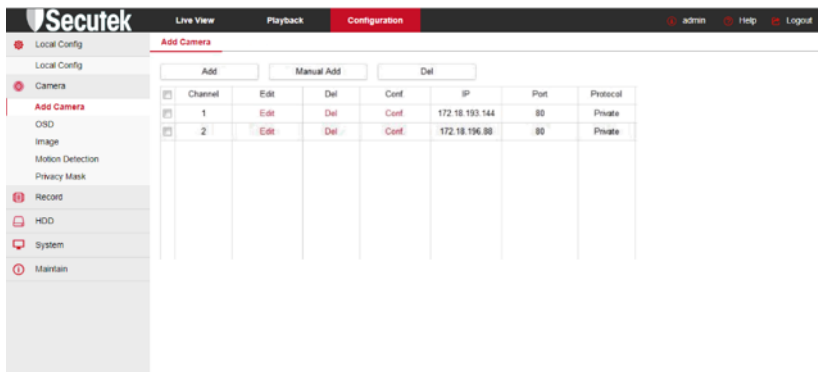 Secutek
Live View Playback Configuration admin Help Logout
Local Config
Local Config
Camera
Add Camera
OSD
Image
Motion Detection
Privacy Mask
Record
HDD
System
Maintain
Add Camera
Add Manual Add Del
Channel Edit Del Conf. IP Port Protocol
1 Edit Del Conf. 172.18.193.144 80 Private
2 Edit Del Conf. 172.18.196.88 80 Private